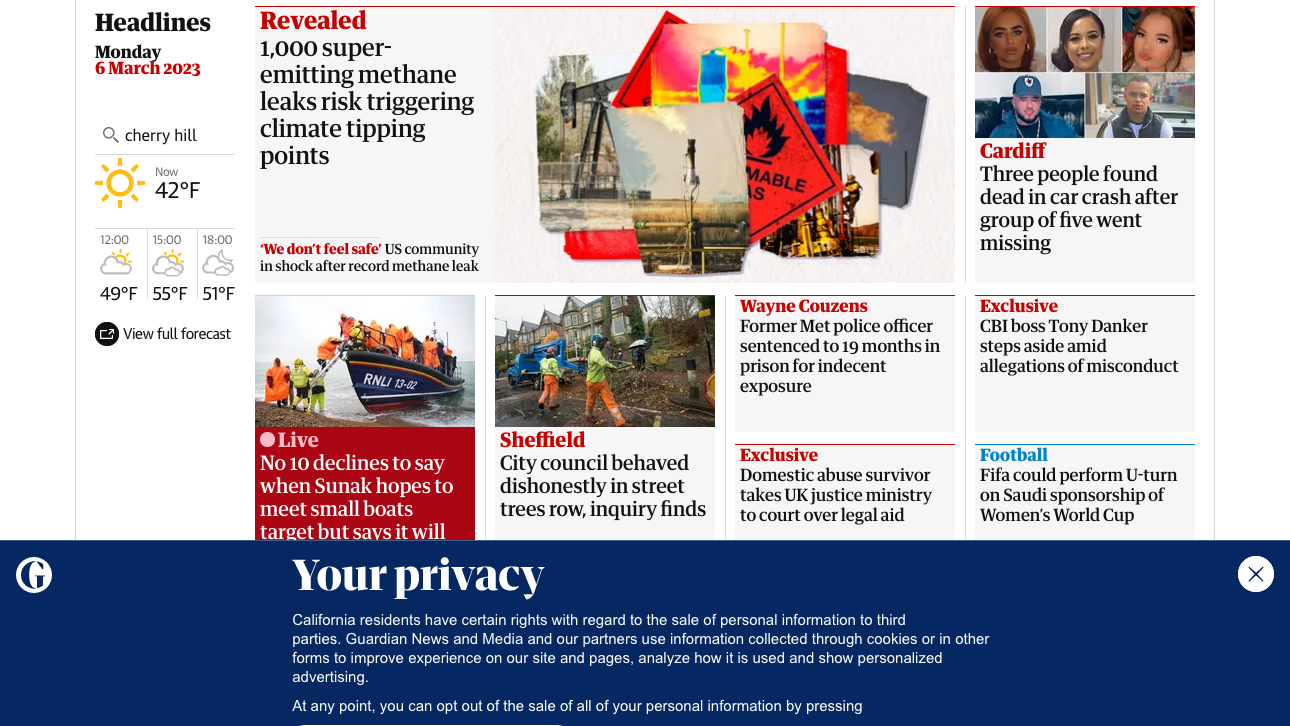 Headlines
Monday
6 March 2023
cherry hill
Now
42°F
12:00
15:00
18:00
49°F
55°F
51°F
View full forecast
Revealed
1,000 super-
emitting methane
leaks risk triggering
climate tipping
points
‘We don’t feel safe’ US community
in shock after record methane leak
MABLE
AS
Cardiff
Three people found
dead in car crash after
group of five went
missing
RNLI 13-02
Live
No 10 declines to say
when Sunak hopes to
meet small boats
target but says it will
Sheffield
City council behaved
dishonestly in street
trees row, inquiry finds
Wayne Couzens
Former Met police officer
sentenced to 19 months in
prison for indecent
exposure
Exclusive
Domestic abuse survivor
takes UK justice ministry
to court over legal aid
Exclusive
CBI boss Tony Danker
steps aside amid
allegations of misconduct
Football
Fifa could perform U-turn
on Saudi sponsorship of
Women’s World Cup
G
Your privacy
California residents have certain rights with regard to the sale of personal information to third
parties. Guardian News and Media and our partners use information collected through cookies or in other
forms to improve experience on our site and pages, analyze how it is used and show personalized
advertising.
At any point, you can opt out of the sale of all of your personal information by pressing